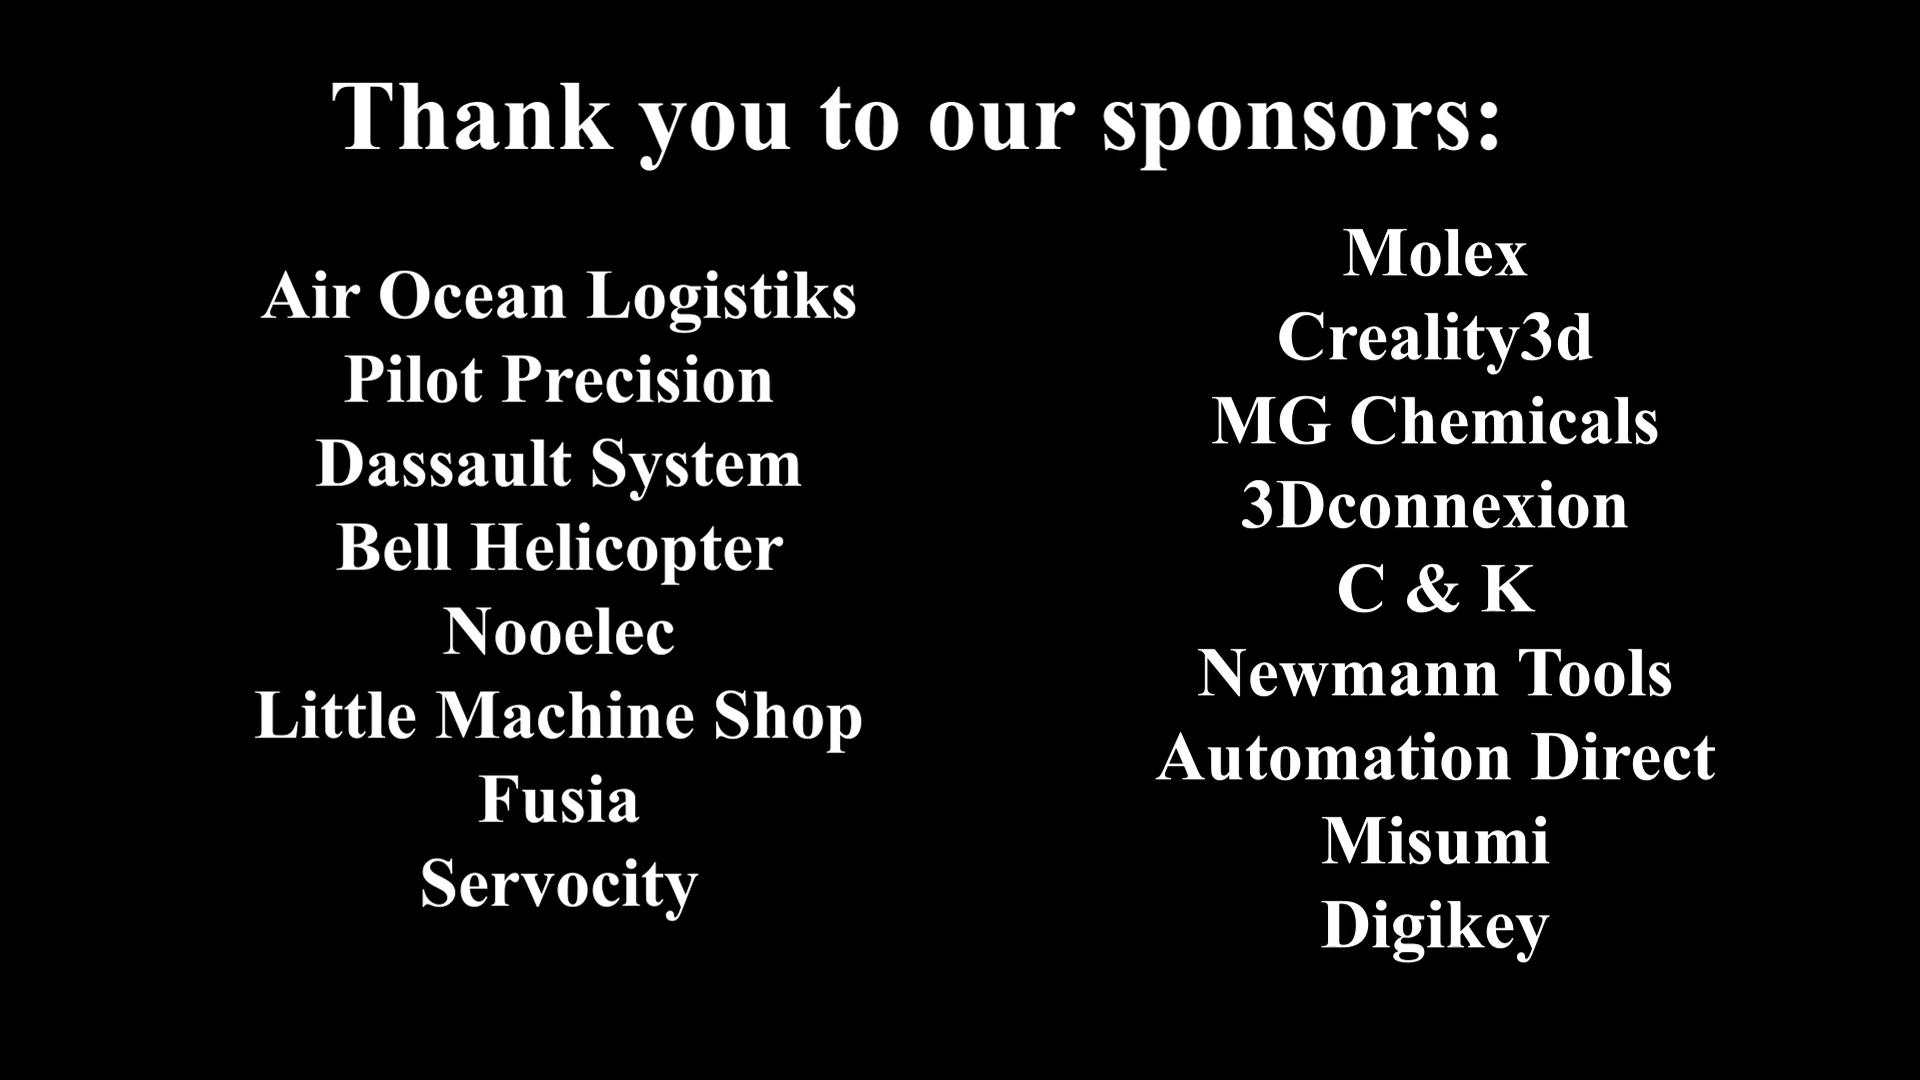 Thank you to our sponsors:
Air Ocean Logistiks
Pilot Precision
Dassault System
Bell Helicopter
Nooelec
Little Machine Shop
Fusia
Servocity
Molex
Creality3d
MG Chemicals
3Dconnexion
C & K
Newmann Tools
Automation Direct
Misumi
Digikey